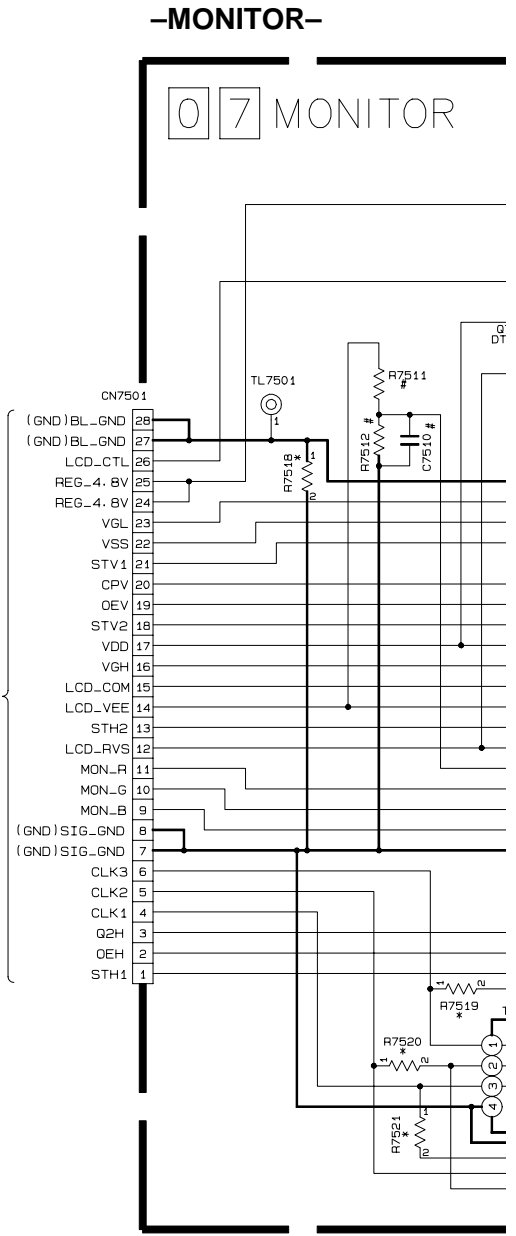 –MONITOR–
0 7 MONITOR
Q
DT
R7511
#
TL7501
1
CN7501
#
R7512
C7510
R7518
*
1
2
(GND)BL_GND 28
(GND)BL_GND 27
LCD_CTL 26
REG_4.8V 25
REG_4.8V 24
VGL 23
VSS 22
STV1 21
CPV 20
OEV 19
STV2 18
VDD 17
VGH 16
LCD_COM 15
LCD_VEE 14
STH2 13
LCD_RVS 12
MON_R 11
MON_G 10
MON_B 9
(GND)SIG_GND 8
(GND)SIG_GND 7
CLK3 6
CLK2 5
CLK1 4
Q2H 3
OEH 2
STH1 1
1 2
R7519
*
R7520
*
1 2
1
2
3
4
R7521
*
1
2